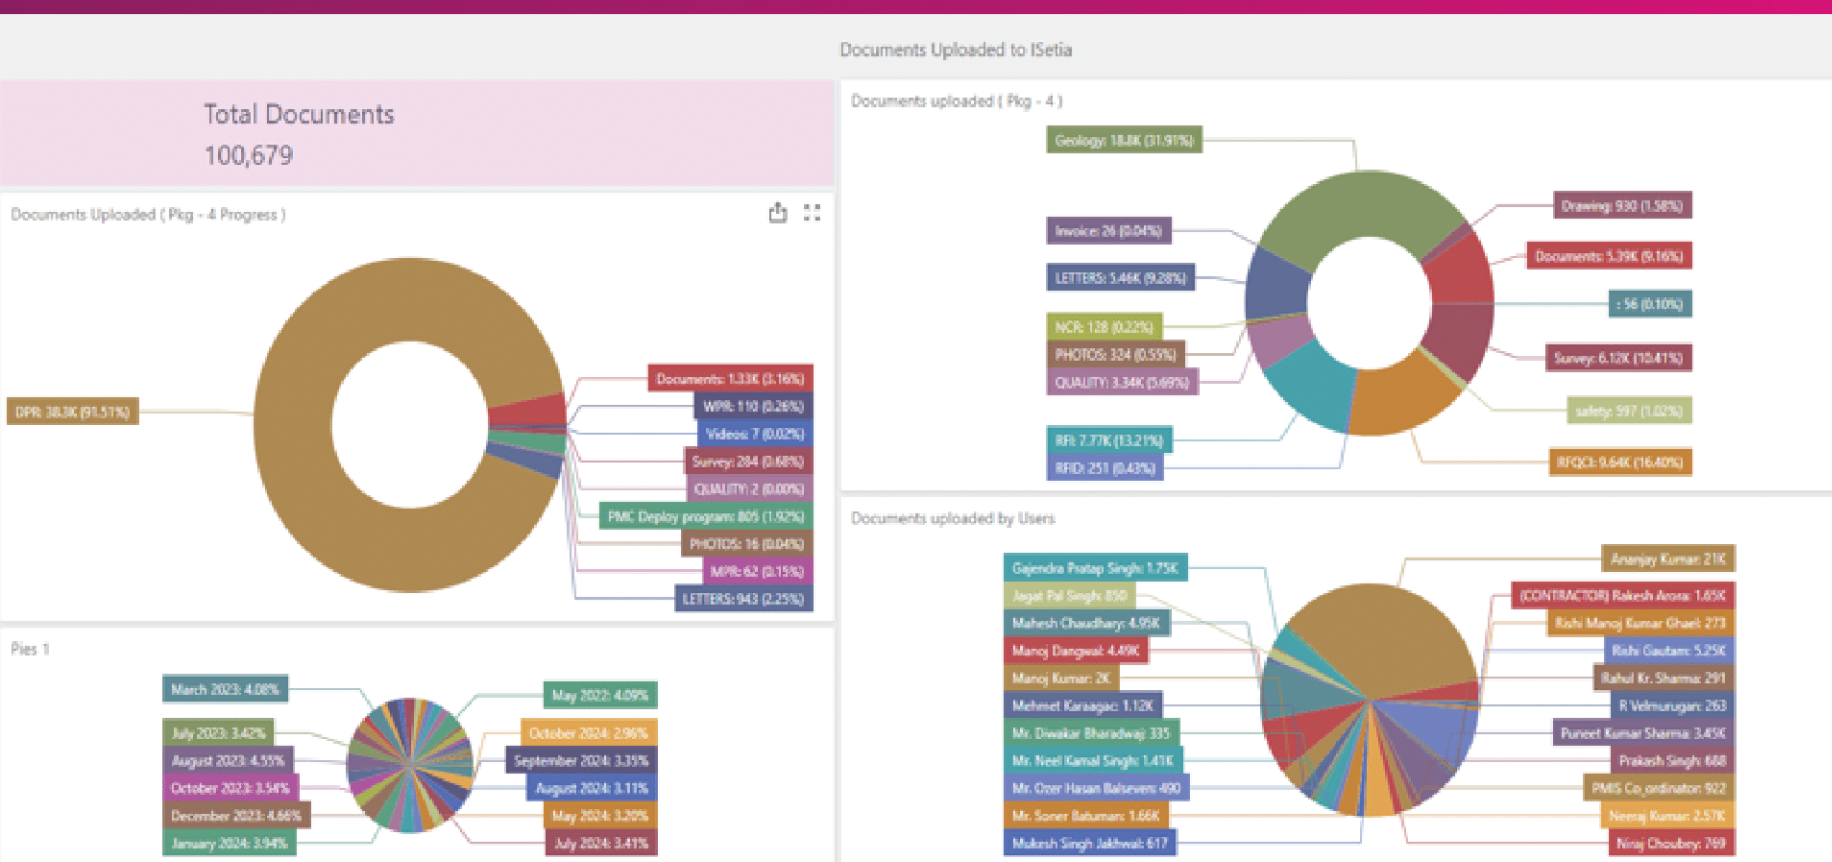 Documents Uploaded to ISetia
Total Documents
100,679
Documents Uploaded ( Pkg - 4 Progress )
DPR: 38.3K (91.51%)
Documents: 1.33K (3.16%)
WPR: 110 (0.26%)
Videos: 7 (0.02%)
Survey: 284 (0.68%)
QUALITY: 2 (0.00%)
PMC Deploy program: 805 (1.92%)
PHOTOS: 16 (0.04%)
MPR: 62 (0.15%)
LETTERS: 943 (2.25%)
Pies 1
March 2023: 4.08%
July 2023: 3.42%
August 2023: 4.55%
October 2023: 3.54%
December 2023: 4.66%
January 2024: 3.94%
May 2022: 4.09%
October 2024: 2.96%
September 2024: 3.35%
August 2024: 3.11%
May 2024: 3.20%
July 2024: 3.41%
Documents uploaded ( Pkg - 4 )
Geology: 18.8K (31.91%)
Invoice: 26 (0.04%)
LETTERS: 5.46K (9.28%)
NCR: 128 (0.22%)
PHOTOS: 324 (0.55%)
QUALITY: 3.34K (5.69%)
RFI: 7.77K (13.21%)
RFID: 251 (0.43%)
Drawing: 930 (1.58%)
Documents: 5.39K (9.16%)
: 56 (0.10%)
Survey: 6.12K (10.41%)
safety: 597 (1.02%)
RFQCI: 9.64K (16.40%)
Documents uploaded by Users
Gajendra Pratap Singh: 1.75K
Jagat Pal Singh: 850
Mahesh Chaudhary: 4.95K
Manoj Dangwal: 4.49K
Manoj Kumar: 2K
Mehmet Karaagac: 1.12K
Mr. Diwakar Bharadwaj: 335
Mr. Neel Kamal Singh: 1.41K
Mr. Ozer Hasan Balseven: 490
Mr. Soner Batuman: 1.66K
Mukesh Singh Jakhwal: 617
Ananjay Kumar: 21K
(CONTRACTOR) Rakesh Arora: 1.65K
Rishi Manoj Kumar Ghael: 273
Rishi Gautam: 5.25K
Rahul Kr. Sharma: 291
R Velmurugan: 263
Puneet Kumar Sharma: 3.45K
Prakash Singh: 668
PMIS Co_ordinator: 922
Neeraj Kumar: 2.57K
Niraj Choubey: 769